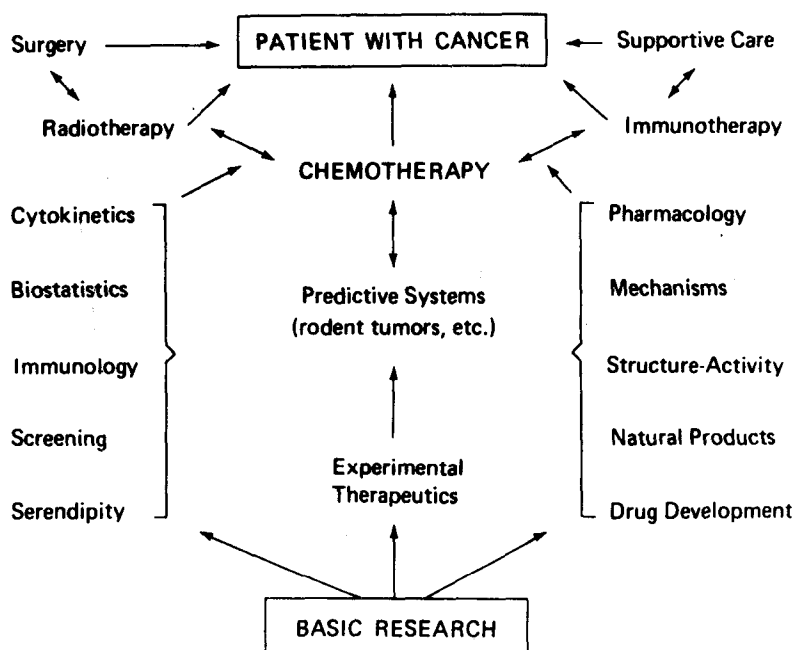 Surgery
PATIENT WITH CANCER
Supportive Care
Radiotherapy
Immunotherapy
CHEMOTHERAPY
Cytokinetics
Pharmacology
Biostatistics
Predictive Systems
(rodent tumors, etc.)
Mechanisms
Immunology
Structure-Activity
Screening
Natural Products
Experimental
Therapeutics
Serendipity
Drug Development
BASIC RESEARCH